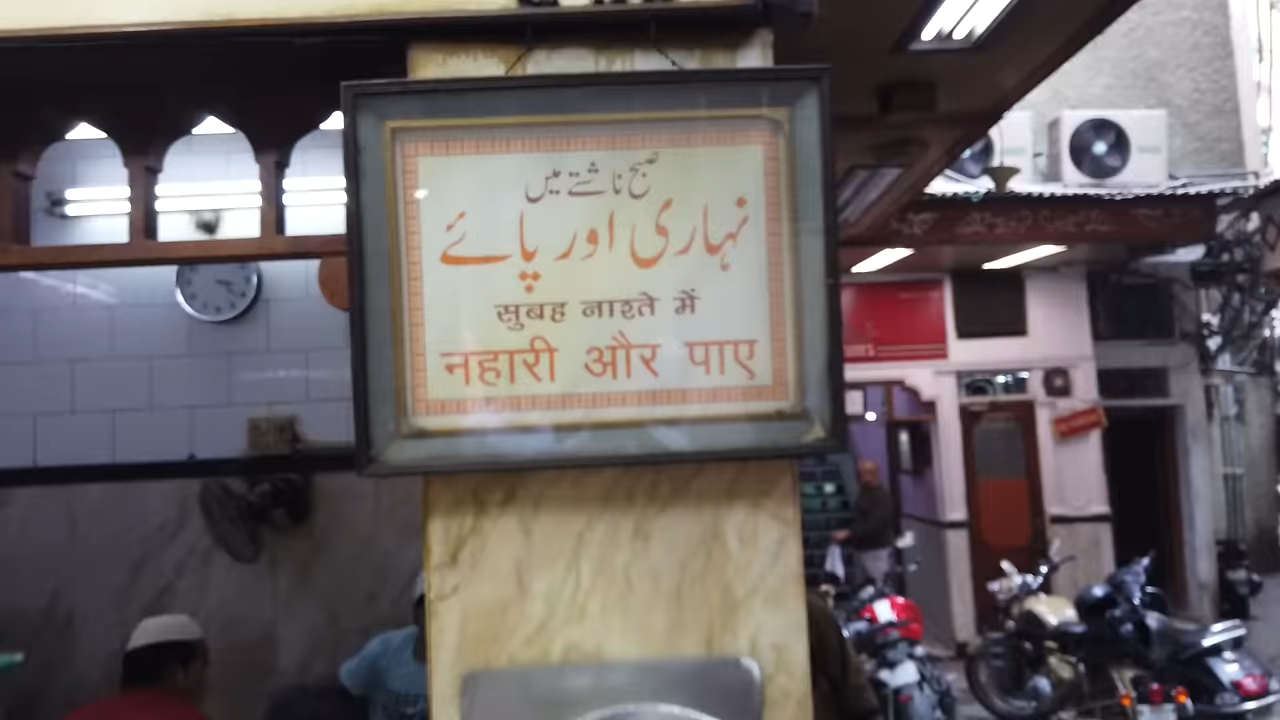 صبح ناشتے میں
نہاری اور پائے
सुबह नाश्ते में
नहारी और पाए